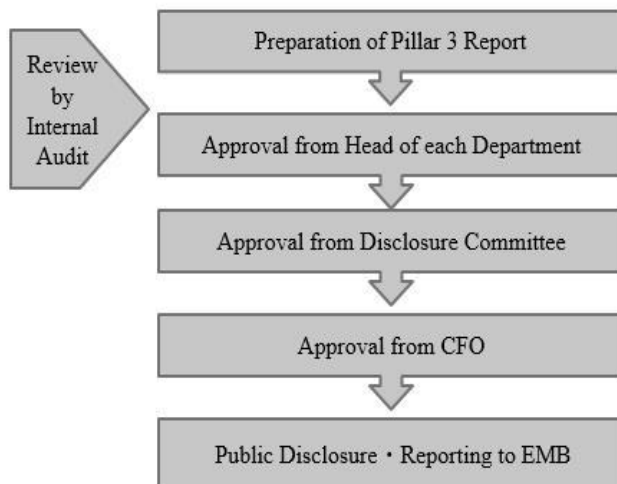 Review
by
Internal
Audit
Preparation of Pillar 3 Report
Approval from Head of each Department
Approval from Disclosure Committee
Approval from CFO
Public Disclosure・Reporting to EMB